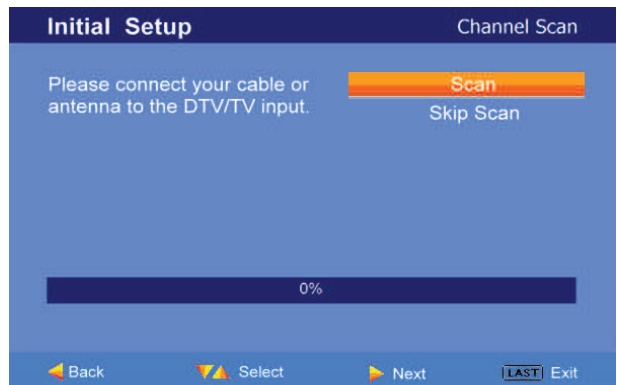 Initial Setup Channel Scan
Please connect your cable or
antenna to the DTV/TV input.
Scan
Skip Scan
0%
Back Select Next LAST Exit